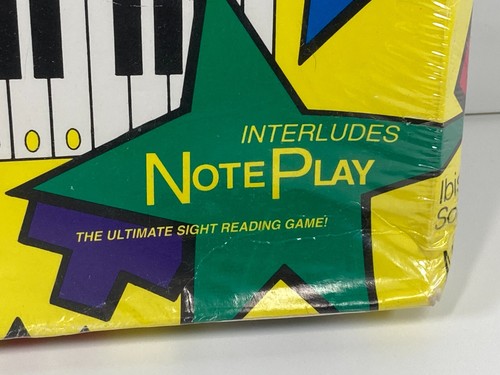 INTERLUDES
NOTEPLAY
THE ULTIMATE SIGHT READING GAME!